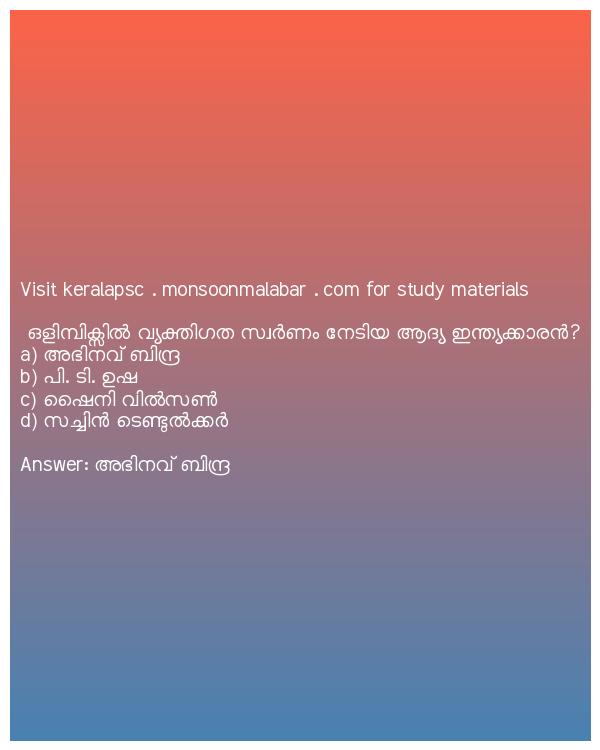 Visit keralapsc . monsoonmalabar . com for study materials
ഒളിമ്പിക്സിൽ വ്യക്തിഗത സ്വർണം നേടിയ ആദ്യ ഇന്ത്യക്കാരൻ?
a) അഭിനവ് ബിന്ദ്ര
b) പി. ടി. ഉഷ
c) ഷൈനി വിൽസൺ
d) സച്ചിൻ ടെണ്ടുൽക്കർ
Answer: അഭിനവ് ബിന്ദ്ര